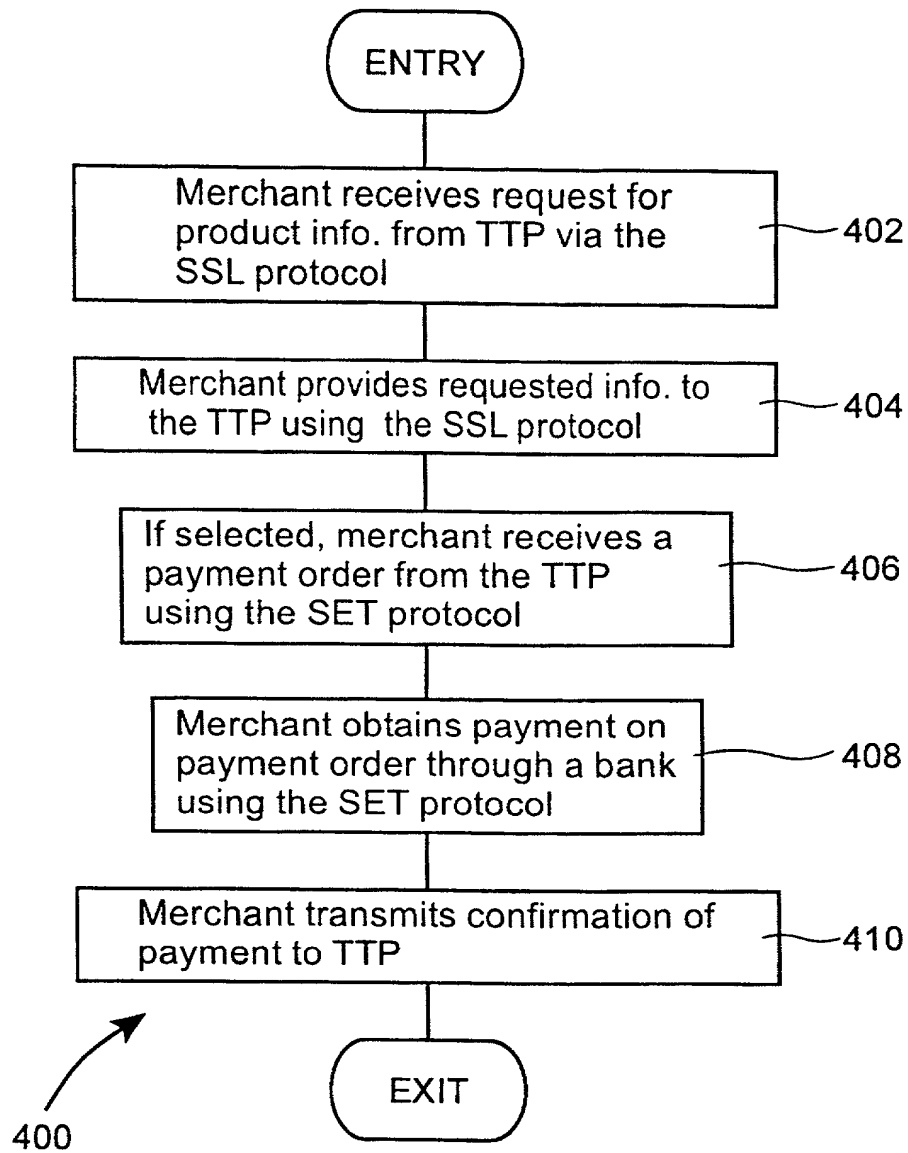 ENTRY
Merchant receives request for
product info. from TTP via the
SSL protocol
402
Merchant provides requested info. to
the TTP using the SSL protocol
404
If selected, merchant receives a
payment order from the TTP
using the SET protocol
406
Merchant obtains payment on
payment order through a bank
using the SET protocol
408
Merchant transmits confirmation of
payment to TTP
410
EXIT
400